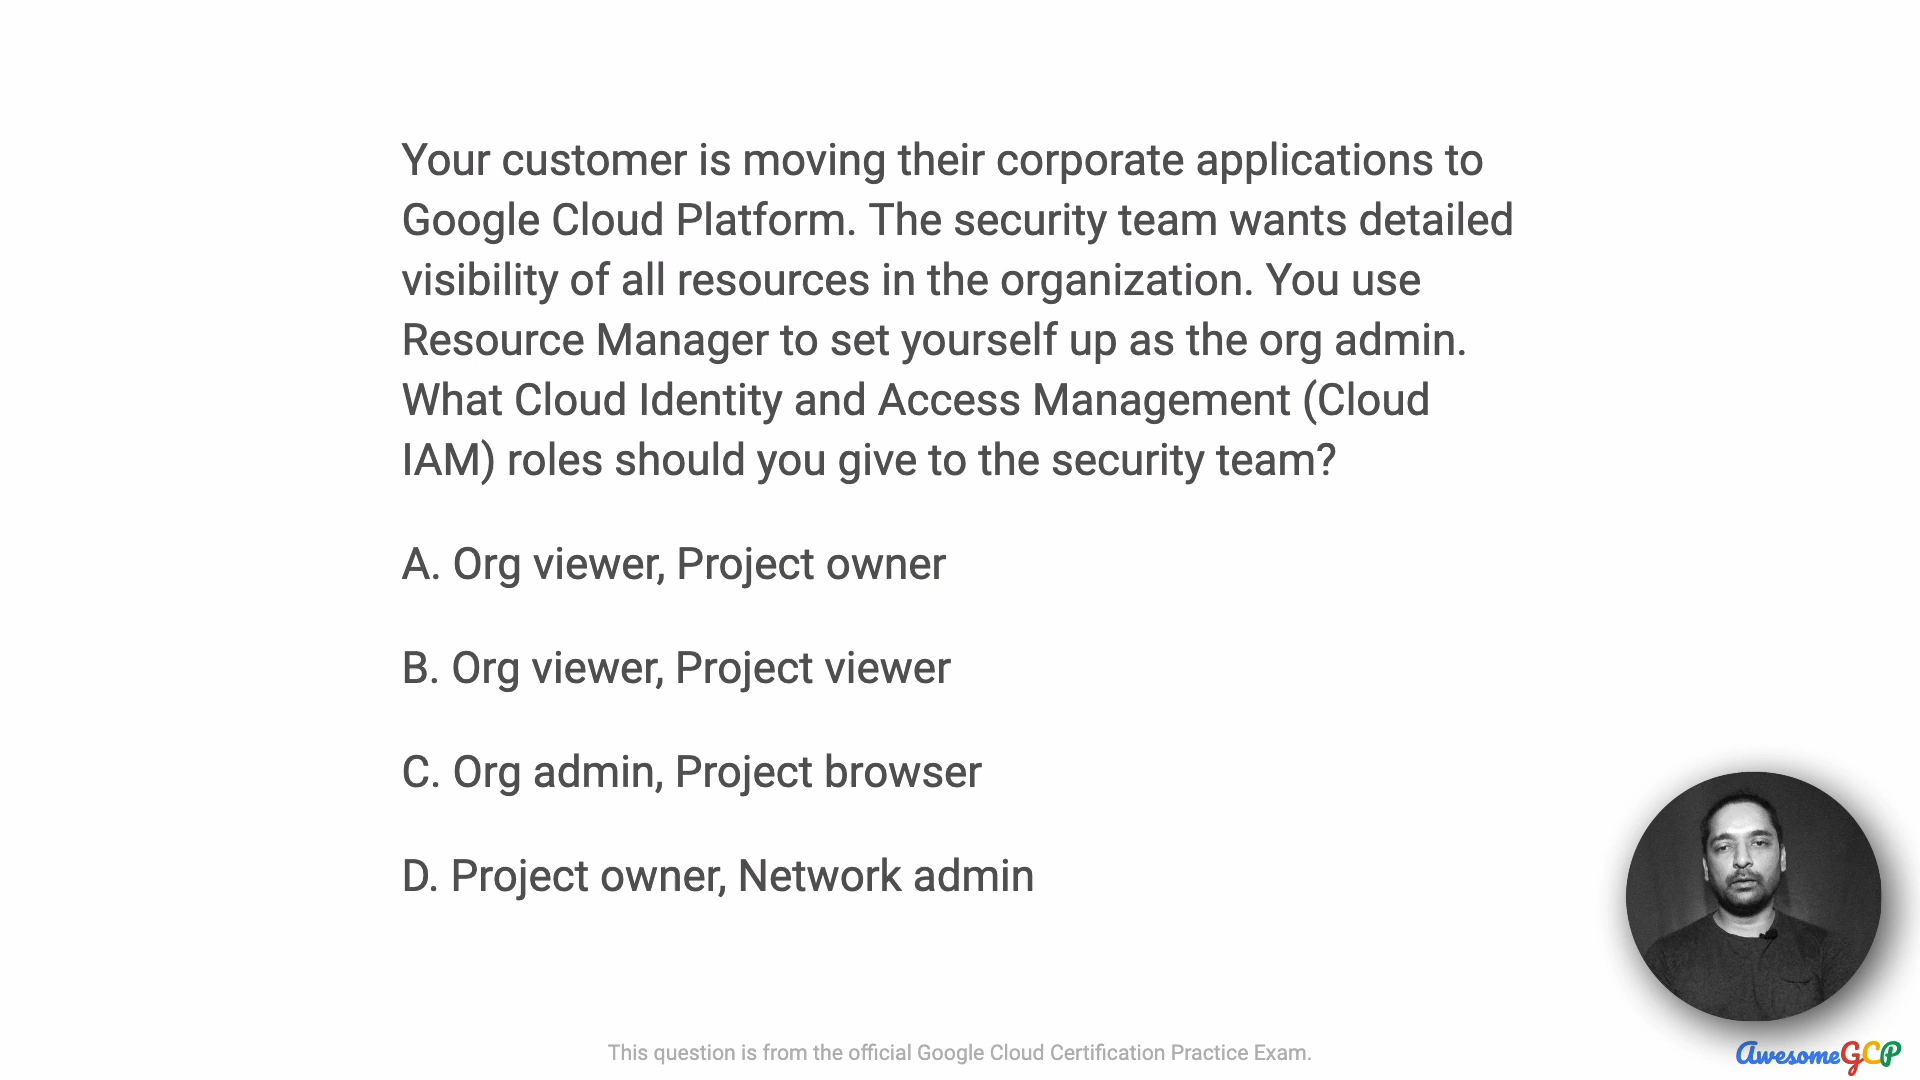 Your customer is moving their corporate applications to
Google Cloud Platform. The security team wants detailed
visibility of all resources in the organization. You use
Resource Manager to set yourself up as the org admin.
What Cloud Identity and Access Management (Cloud
IAM) roles should you give to the security team?
A. Org viewer, Project owner
B. Org viewer, Project viewer
C. Org admin, Project browser
D. Project owner, Network admin
This question is from the official Google Cloud Certification Practice Exam.
AwesomeGCP